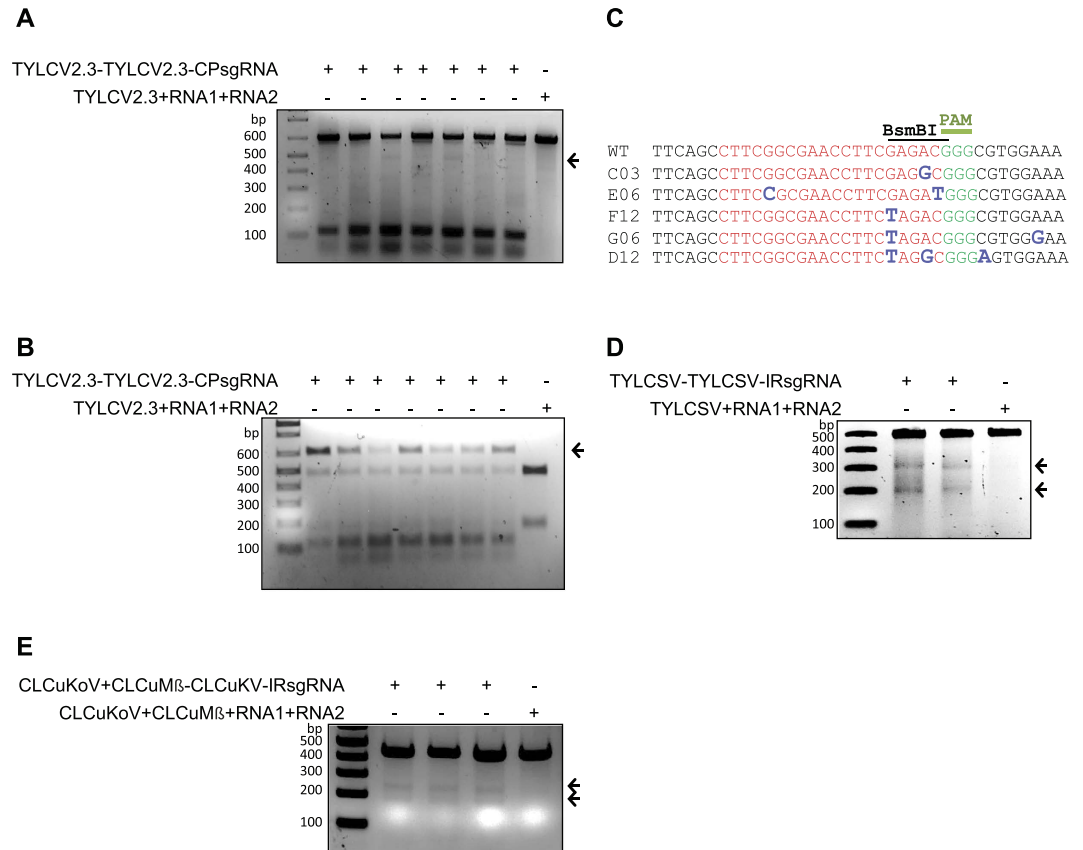 A
TYLCV2.3-TYLCV2.3-CPsgRNA + + + + + + + -
TYLCV2.3+RNA1+RNA2 - - - - - - - +
bp
600
500
400
300
200
100
B
TYLCV2.3-TYLCV2.3-CPsgRNA + + + + + + + -
TYLCV2.3+RNA1+RNA2 - - - - - - - +
bp
600
500
400
300
200
100
E
CLCuKoV+CLCuMß-CLCuKV-IRsgRNA + + + -
CLCuKoV+CLCuMß+RNA1+RNA2 - - - +
bp
500
400
300
200
100
C
PAM
BsmBI
WT TTCAGCCTTCGGCGAACCTTCGAGACGGGCGTGGAAA
C03 TTCAGCCTTCGGCGAACCTTCGAGGCGGGCGTGGAAA
E06 TTCAGCCTTCCGCGAACCTTCGAGATGGGCGTGGAAA
F12 TTCAGCCTTCGGCGAACCTTCTAGACGGGCGTGGAAA
G06 TTCAGCCTTCGGCGAACCTTCTAGACGGGCGTGGGAA
D12 TTCAGCCTTCGGCGAACCTTCTAGGCGGGAGTGGAAA
D
TYLCSV-TYLCSV-IRsgRNA + + -
TYLCSV+RNA1+RNA2 - - +
bp
500
400
300
200
100